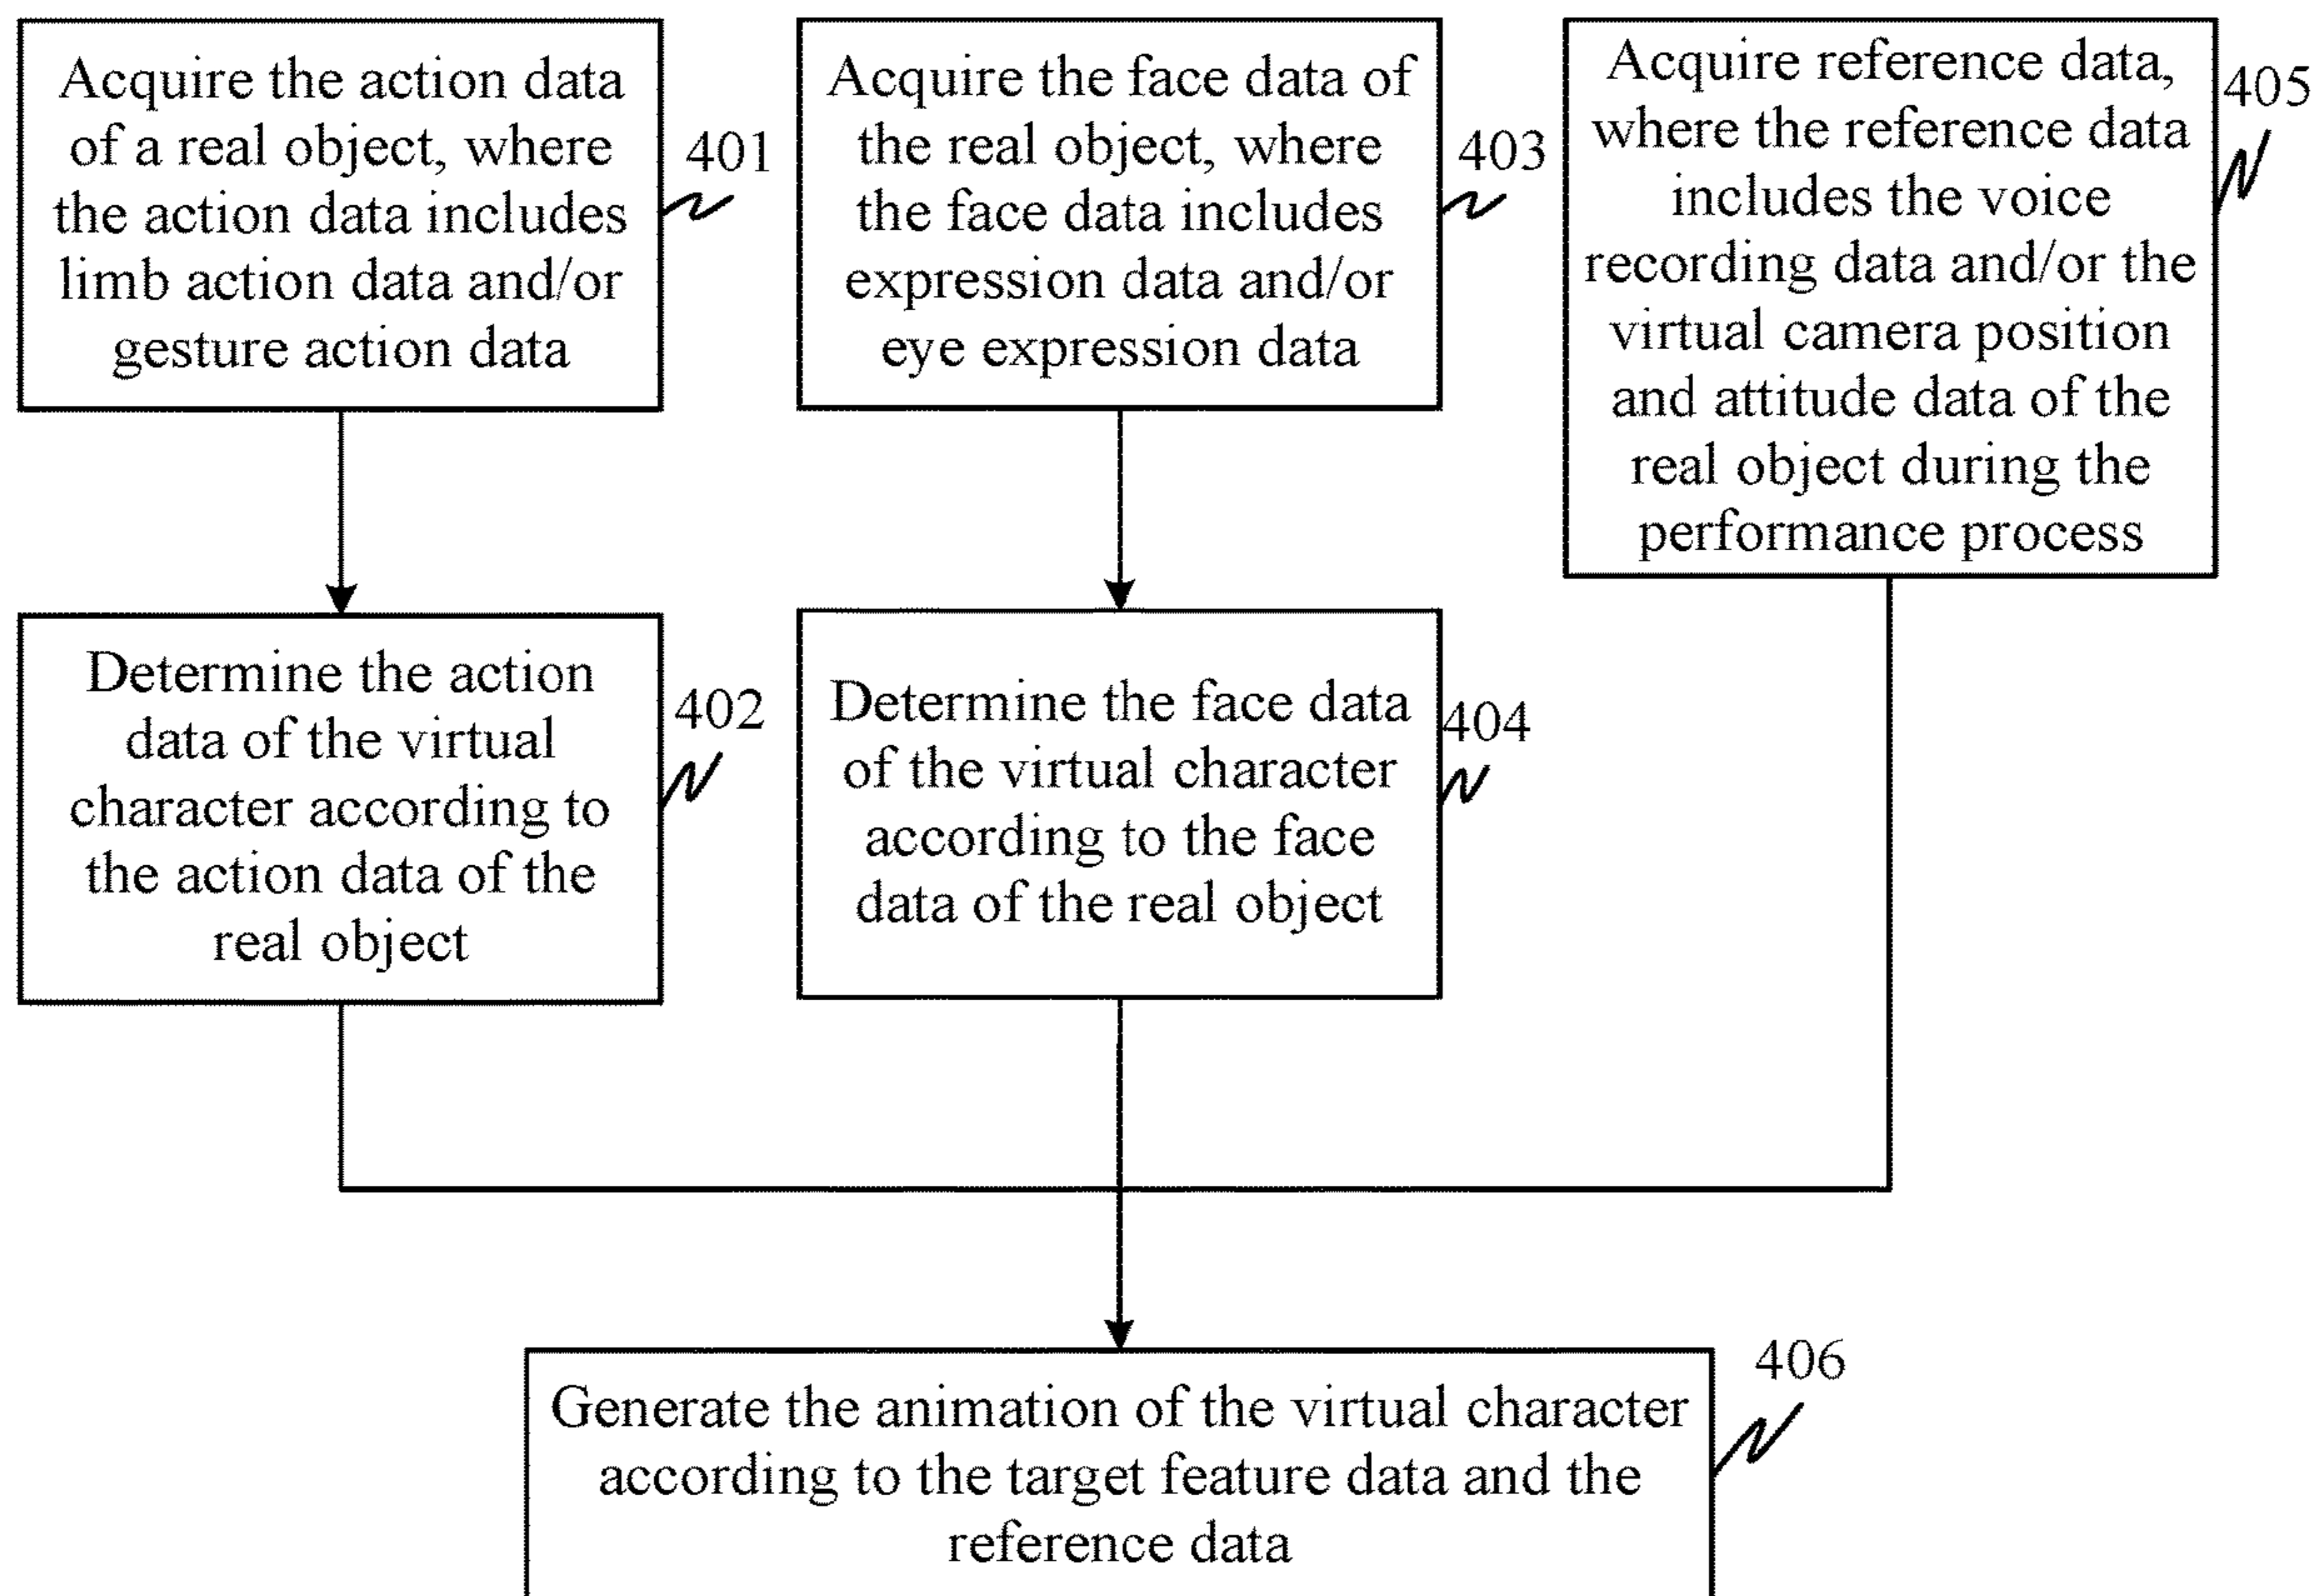 Acquire the action data
of a real object, where
the action data includes
limb action data and/or
gesture action data
401
Acquire the face data of
the real object, where
the face data includes
expression data and/or
eye expression data
403
Acquire reference data,
where the reference data
includes the voice
recording data and/or the
virtual camera position
and attitude data of the
real object during the
performance process
405
Determine the action
data of the virtual
character according to
the action data of the
real object
402
Determine the face data
of the virtual character
according to the face
data of the real object
404
Generate the animation of the virtual character
according to the target feature data and the
reference data
406